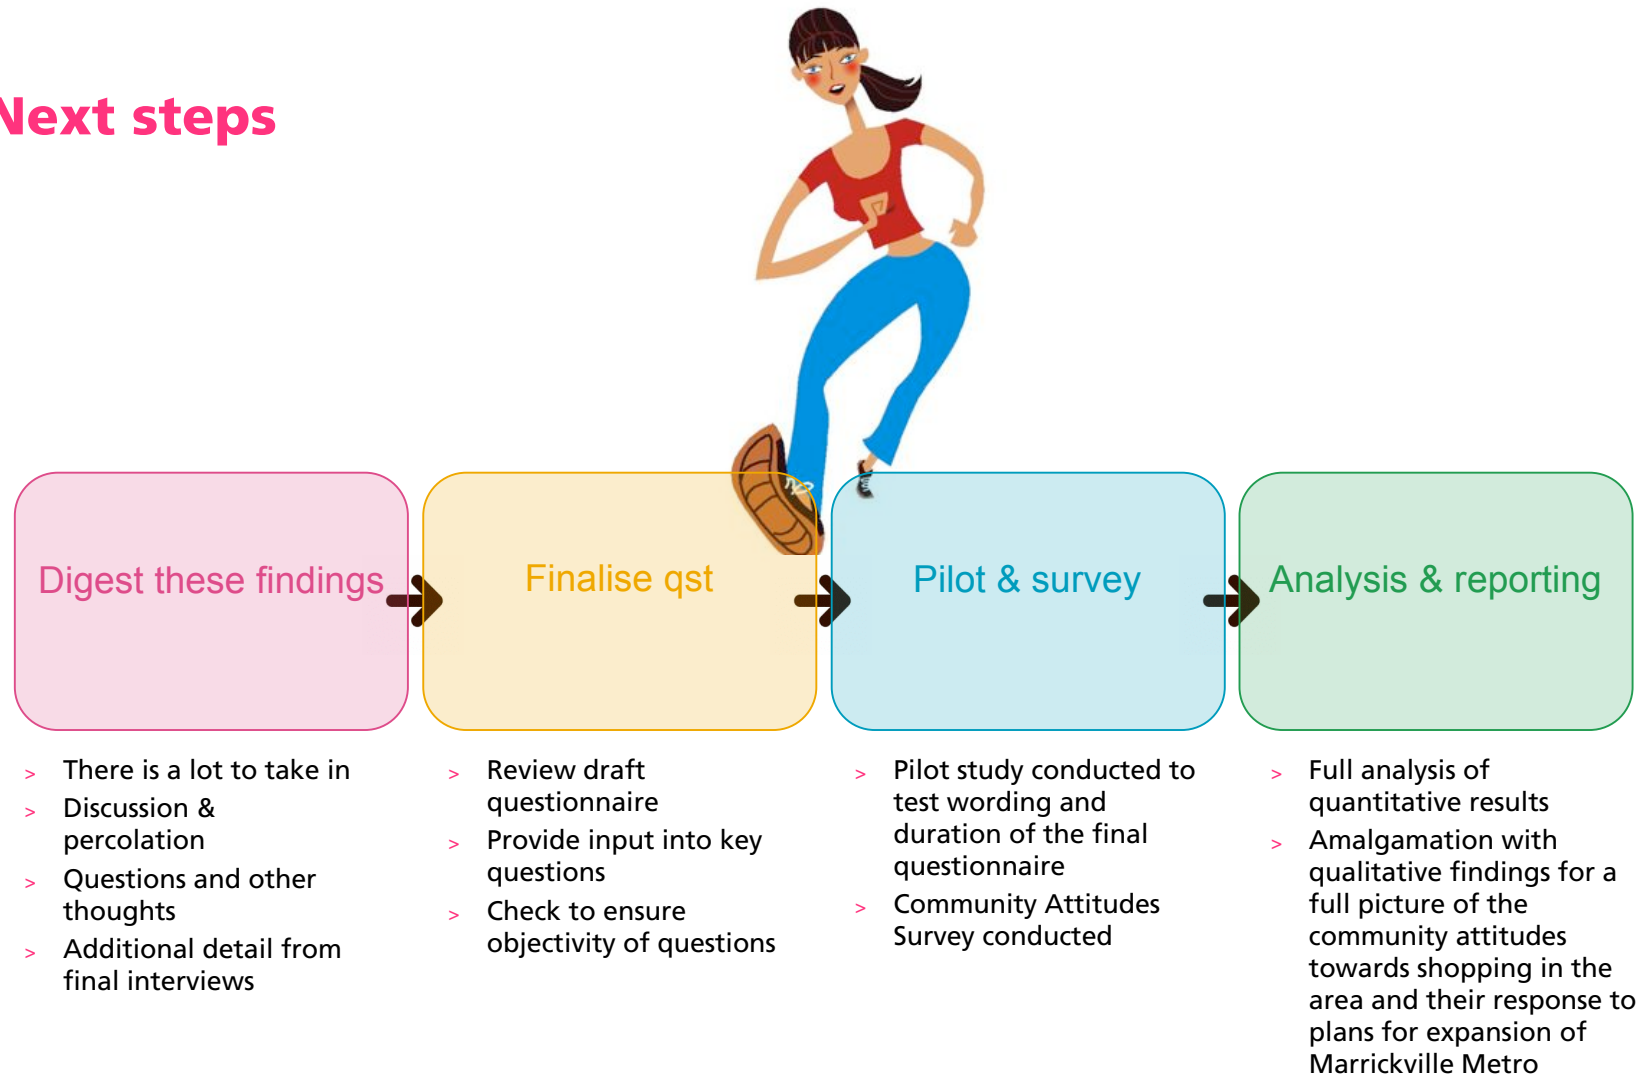 Next steps
Digest these findings
Finalise qst
Pilot & survey
Analysis & reporting
> There is a lot to take in
> Discussion &
percolation
> Questions and other
thoughts
> Additional detail from
final interviews
> Review draft
questionnaire
> Provide input into key
questions
> Check to ensure
objectivity of questions
> Pilot study conducted to
test wording and
duration of the final
questionnaire
> Community Attitudes
Survey conducted
> Full analysis of
quantitative results
> Amalgamation with
qualitative findings for a
full picture of the
community attitudes
towards shopping in the
area and their response to
plans for expansion of
Marrickville Metro